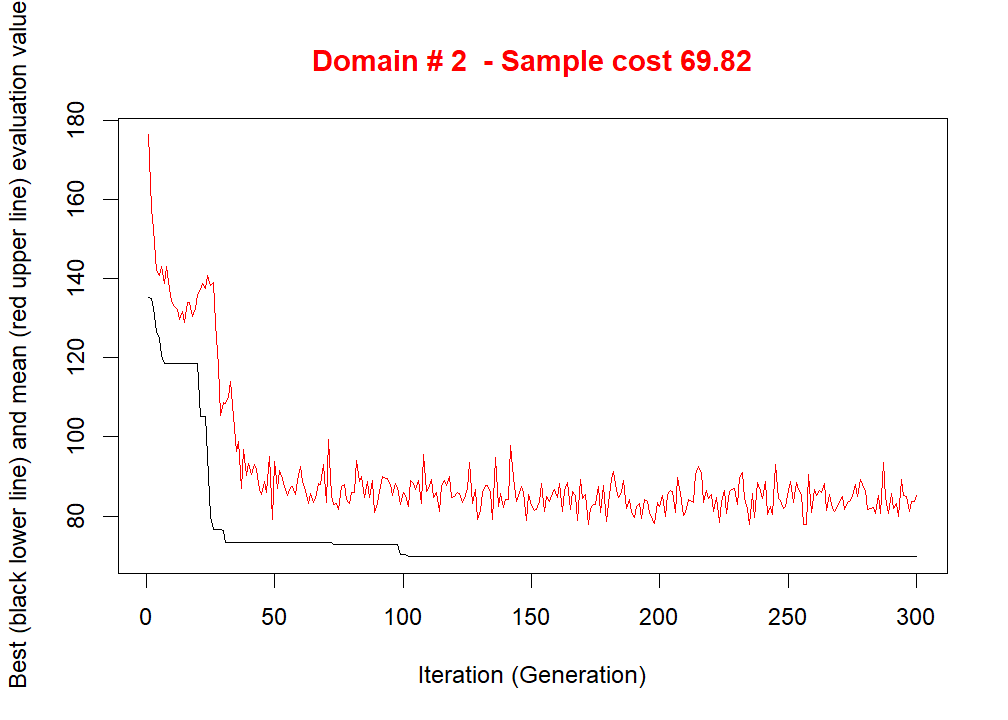 Domain # 2  - Sample cost 69.82
Best (black lower line) and mean (red upper line) evaluation value
180
160
140
120
100
80
0 50 100 150 200 250 300
Iteration (Generation)